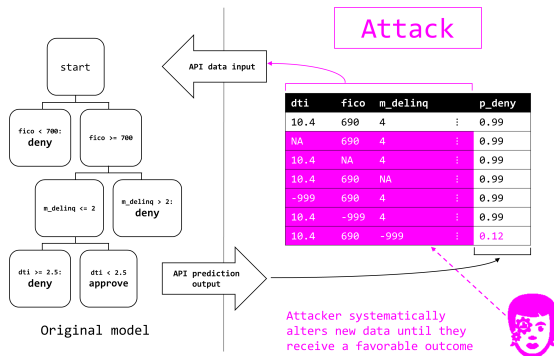 Attack
start
API data input
dti fico m_delinq p_deny
10.4 690 4 ⋮ 0.99
NA 690 4 ⋮ 0.99
10.4 NA 4 ⋮ 0.99
10.4 690 NA ⋮ 0.99
-999 690 4 ⋮ 0.99
10.4 -999 4 ⋮ 0.99
10.4 690 -999 ⋮ 0.12
fico < 700:
deny
fico >= 700
m_delinq <= 2
m_delinq > 2:
deny
dti >= 2.5:
deny
dti < 2.5
approve
API prediction
output
Original model
Attacker systematically
alters new data until they
receive a favorable outcome